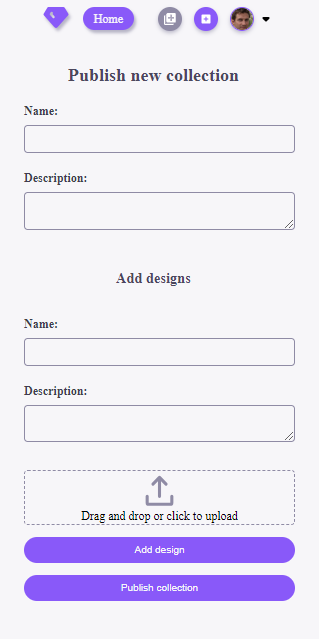 Home
Publish new collection
Name:
Description:
Add designs
Name:
Description:
Drag and drop or click to upload
Add design
Publish collection